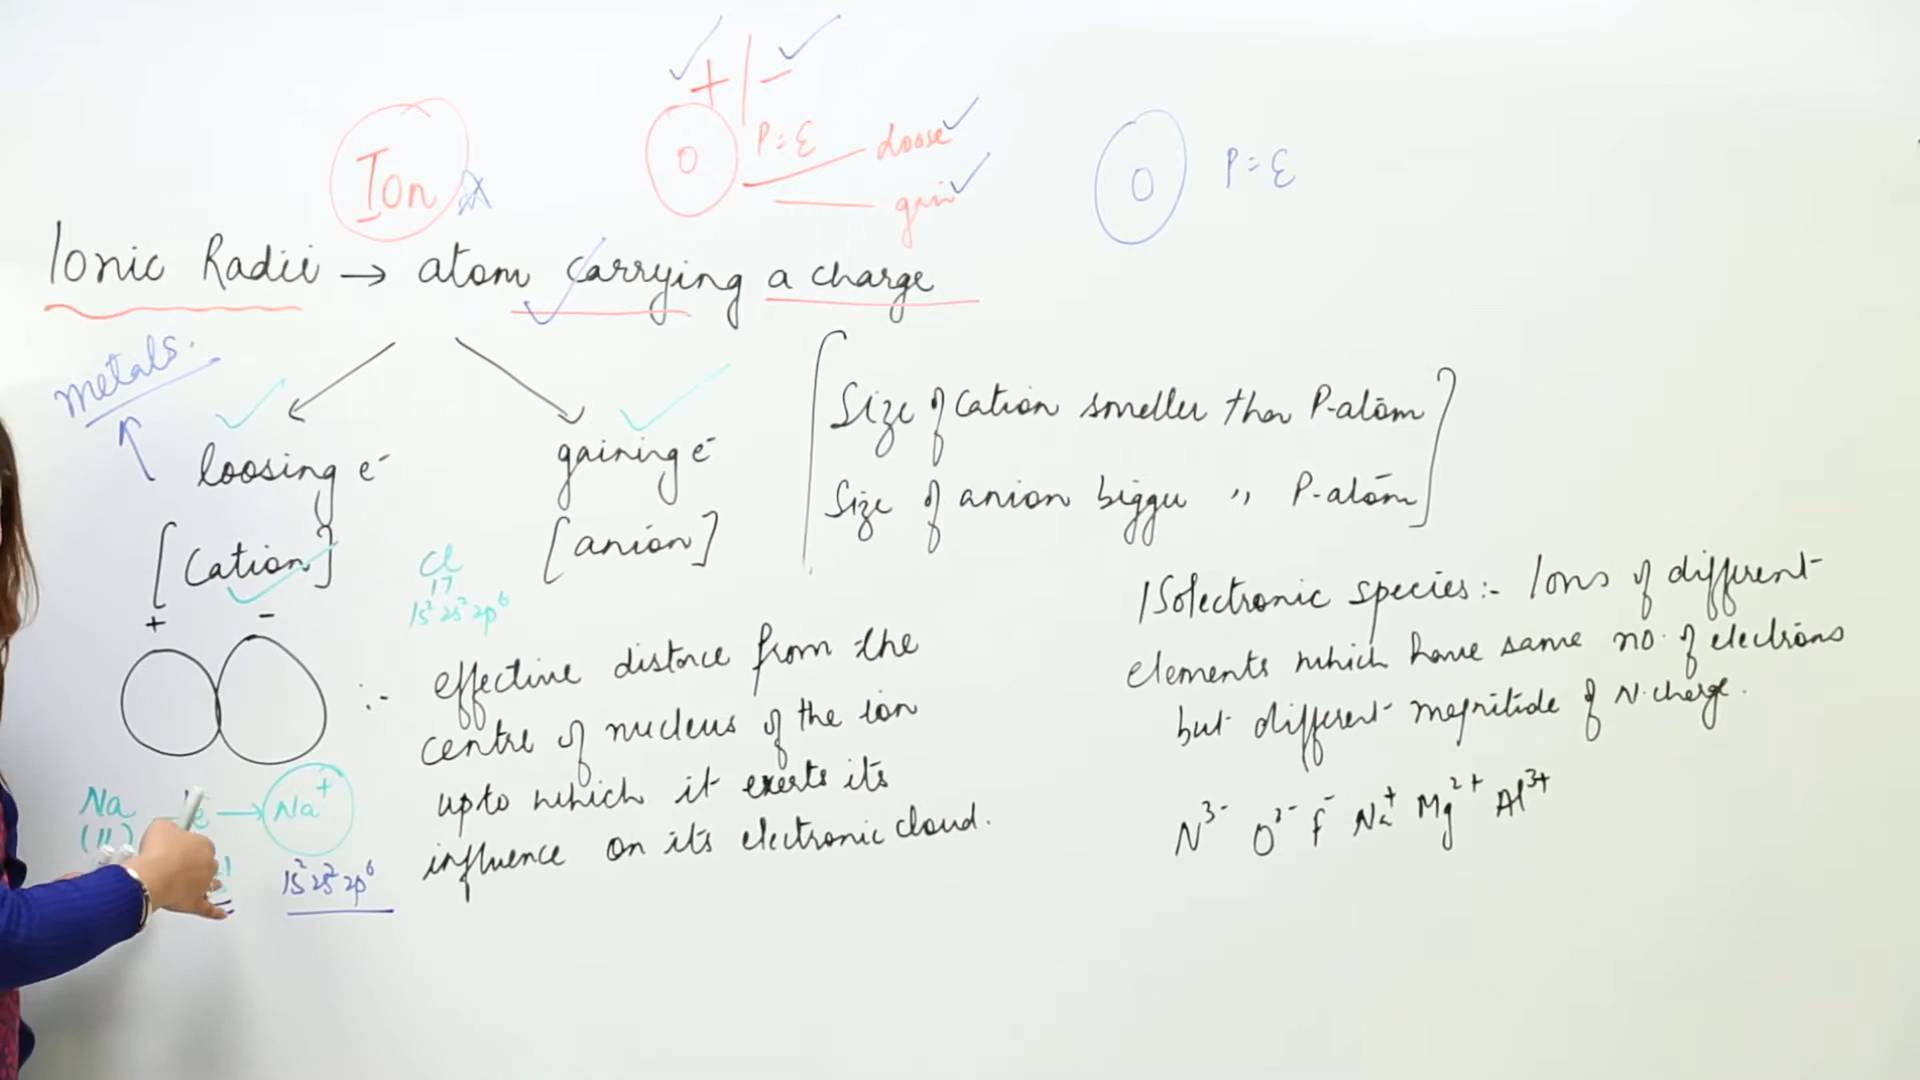 + | -
Ion
O P=E loose
gain
O P=E
Ionic Radii → atom carrying a charge
metals.
loosing e⁻
[Cation]
gaining e⁻
[anion]
Size of Cation smaller than P-atom
Size of anion bigger 〃 P-atom
Cl
17
1s² 2s² 2p⁶
+ -
:- effective distance from the
centre of nucleus of the ion
upto which it exerts its
influence on its electronic cloud.
Na → Na⁺
(11)
1s² 2s² 2p⁶
ISolectronic species:- Ions of different
elements which have same no. of electrons
but different magnitude of N.charge.
N³⁻ O²⁻ F⁻ Na⁺ Mg²⁺ Al³⁺